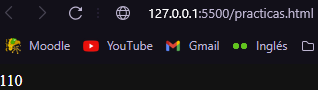 127.0.0.1:5500/practicas.html
Moodle YouTube Gmail Inglés
110